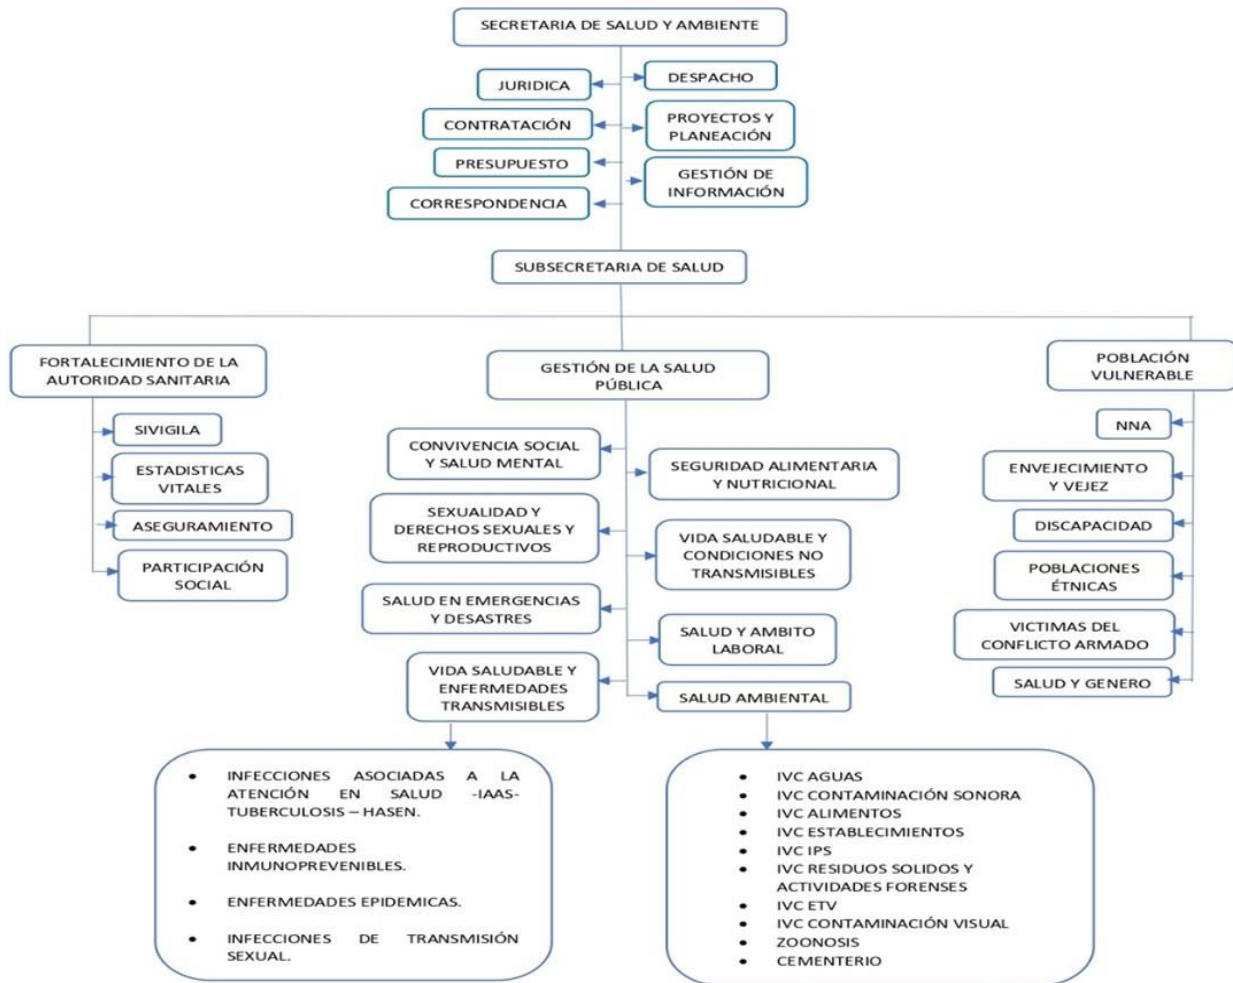 SECRETARIA DE SALUD Y AMBIENTE
JURIDICA
DESPACHO
CONTRATACIÓN
PROYECTOS Y
PLANEACIÓN
PRESUPUESTO
GESTIÓN DE
INFORMACIÓN
CORRESPONDENCIA
SUBSECRETARIA DE SALUD
FORTALECIMIENTO DE LA
AUTORIDAD SANITARIA
SIVIGILA
ESTADISTICAS
VITALES
ASEGURAMIENTO
PARTICIPACIÓN
SOCIAL
GESTIÓN DE LA SALUD
PÚBLICA
CONVIVENCIA SOCIAL
Y SALUD MENTAL
SEGURIDAD ALIMENTARIA
Y NUTRICIONAL
SEXUALIDAD Y
DERECHOS SEXUALES Y
REPRODUCTIVOS
VIDA SALUDABLE Y
CONDICIONES NO
TRANSMISIBLES
SALUD EN EMERGENCIAS
Y DESASTRES
SALUD Y AMBITO
LABORAL
VIDA SALUDABLE Y
ENFERMEDADES
TRANSMISIBLES
SALUD AMBIENTAL
POBLACIÓN
VULNERABLE
NNA
ENVEJECIMIENTO
Y VEJEZ
DISCAPACIDAD
POBLACIONES
ÉTNICAS
VICTIMAS DEL
CONFLICTO ARMADO
SALUD Y GENERO
• INFECCIONES ASOCIADAS A LA
ATENCIÓN EN SALUD -IAAS-
TUBERCULOSIS – HASEN.
• ENFERMEDADES
INMUNOPREVENIBLES.
• ENFERMEDADES EPIDEMICAS.
• INFECCIONES DE TRANSMISIÓN
SEXUAL.
• IVC AGUAS
• IVC CONTAMINACIÓN SONORA
• IVC ALIMENTOS
• IVC ESTABLECIMIENTOS
• IVC IPS
• IVC RESIDUOS SOLIDOS Y
ACTIVIDADES FORENSES
• IVC ETV
• IVC CONTAMINACIÓN VISUAL
• ZOONOSIS
• CEMENTERIO